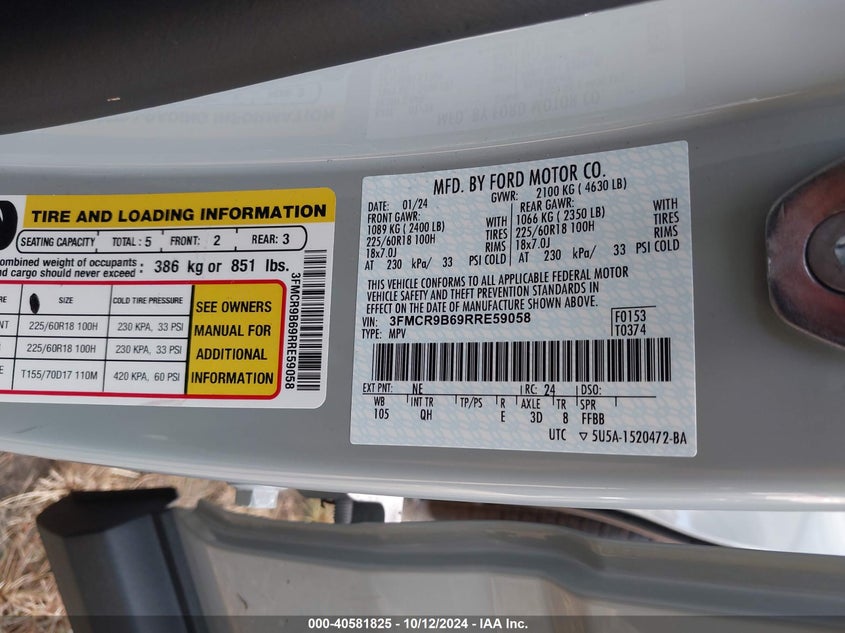 TIRE AND LOADING INFORMATION
SEATING CAPACITY TOTAL: 5 FRONT: 2 REAR: 3
ombined weight of occupants
nd cargo should never exceed : 386 kg or 851 lbs.
RE SIZE COLD TIRE PRESSURE
NT 225/60R18 100H 230 KPA, 33 PSI
225/60R18 100H 230 KPA, 33 PSI
T155/70D17 110M 420 KPA, 60 PSI
SEE OWNERS
MANUAL FOR
ADDITIONAL
INFORMATION
3FMCR9B69RRE59058
MFD. BY FORD MOTOR CO.
DATE: 01/24 GVWR: 2100 KG ( 4630 LB)
FRONT GAWR: WITH REAR GAWR: WITH
1089 KG ( 2400 LB) TIRES 1066 KG ( 2350 LB) TIRES
225/60R18 100H RIMS 225/60R18 100H RIMS
18x7.0J 18x7.0J
AT 230 kPa/ 33 PSI COLD AT 230 kPa/ 33 PSI COLD
THIS VEHICLE CONFORMS TO ALL APPLICABLE FEDERAL MOTOR
VEHICLE SAFETY AND THEFT PREVENTION STANDARDS IN
EFFECT ON THE DATE OF MANUFACTURE SHOWN ABOVE.
VIN: 3FMCR9B69RRE59058 F0153
TYPE: MPV T0374
EXT PNT: NE RC: 24 DSO:
WB INT TR TP/PS R AXLE TR SPR
105 QH E 3D 8 FFBB
UTC ▽ 5U5A-1520472-BA
000-40581825 - 10/12/2024 - IAA Inc.